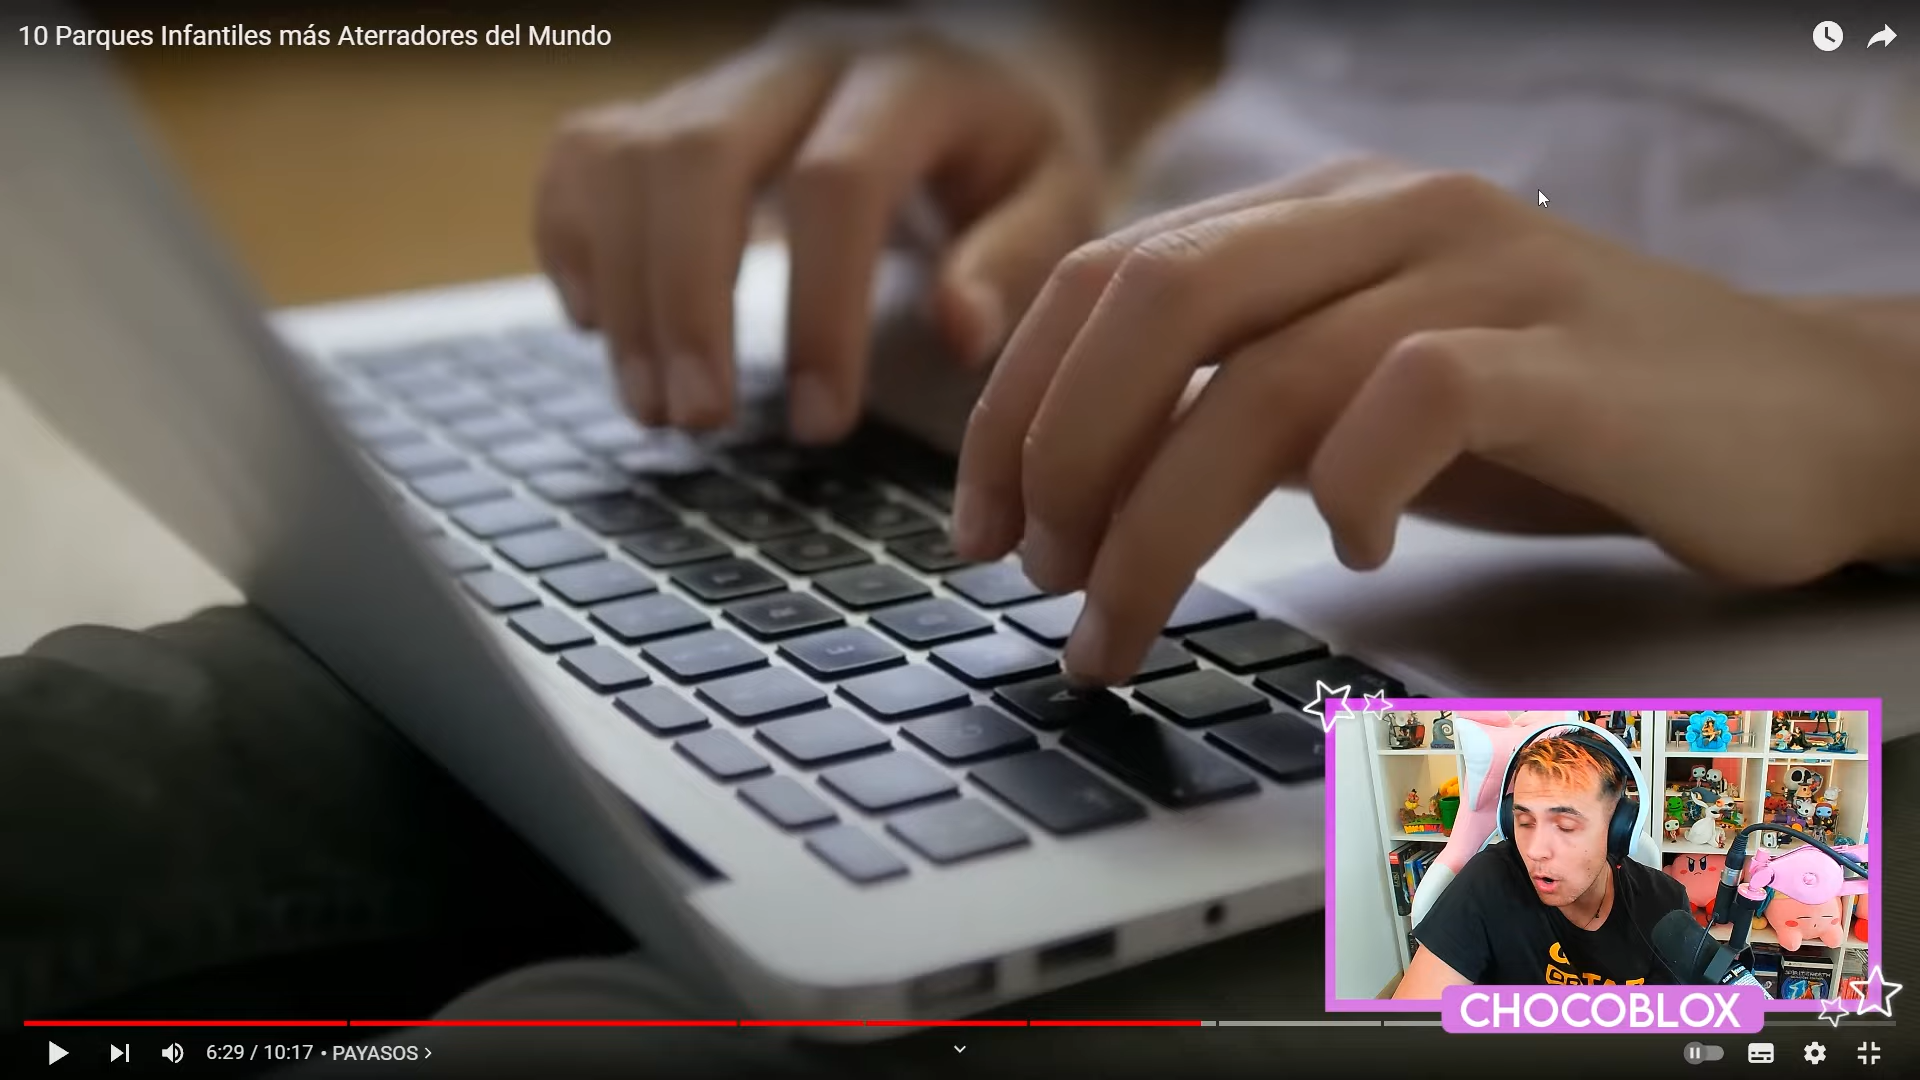 10 Parques Infantiles más Aterradores del Mundo
CHOCOBLOX
6:29 / 10:17 • PAYASOS >